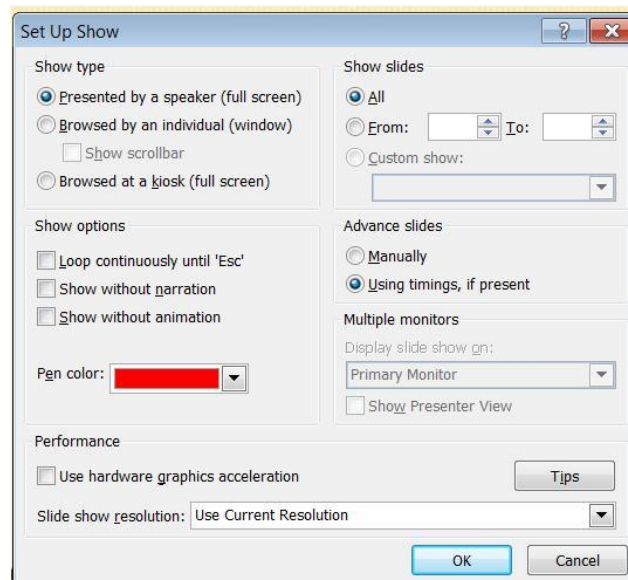 Set Up Show
Show type
Presented by a speaker (full screen)
Browsed by an individual (window)
Show scrollbar
Browsed at a kiosk (full screen)
Show slides
All
From: To:
Custom show:
Show options
Loop continuously until 'Esc'
Show without narration
Show without animation
Pen color:
Advance slides
Manually
Using timings, if present
Multiple monitors
Display slide show on:
Primary Monitor
Show Presenter View
Performance
Use hardware graphics acceleration
Tips
Slide show resolution: Use Current Resolution
OK Cancel